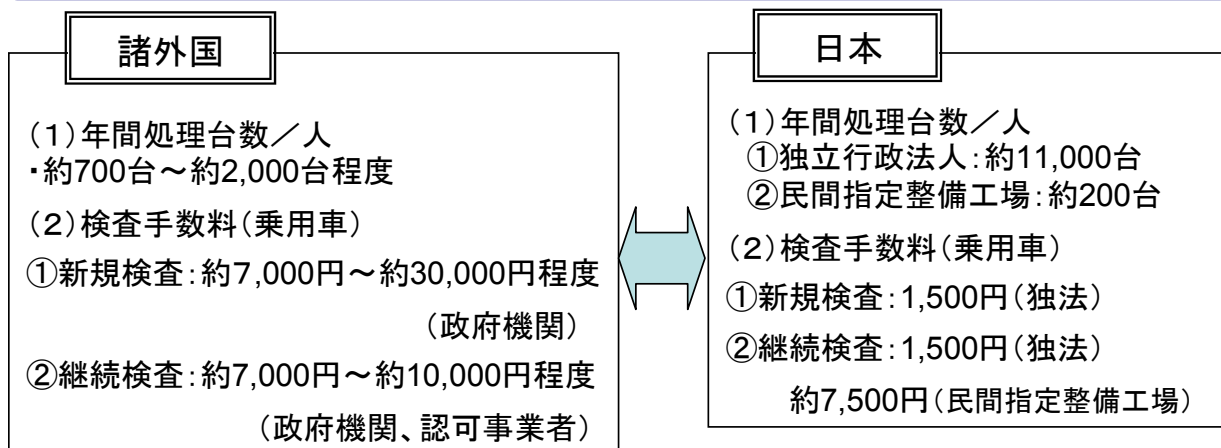 諸外国
(1)年間処理台数／人
・約700台～約2,000台程度
(2)検査手数料(乗用車)
①新規検査:約7,000円～約30,000円程度
(政府機関)
②継続検査:約7,000円～約10,000円程度
(政府機関、認可事業者)
日本
(1)年間処理台数／人
①独立行政法人:約11,000台
②民間指定整備工場:約200台
(2)検査手数料(乗用車)
①新規検査:1,500円(独法)
②継続検査:1,500円(独法)
約7,500円(民間指定整備工場)